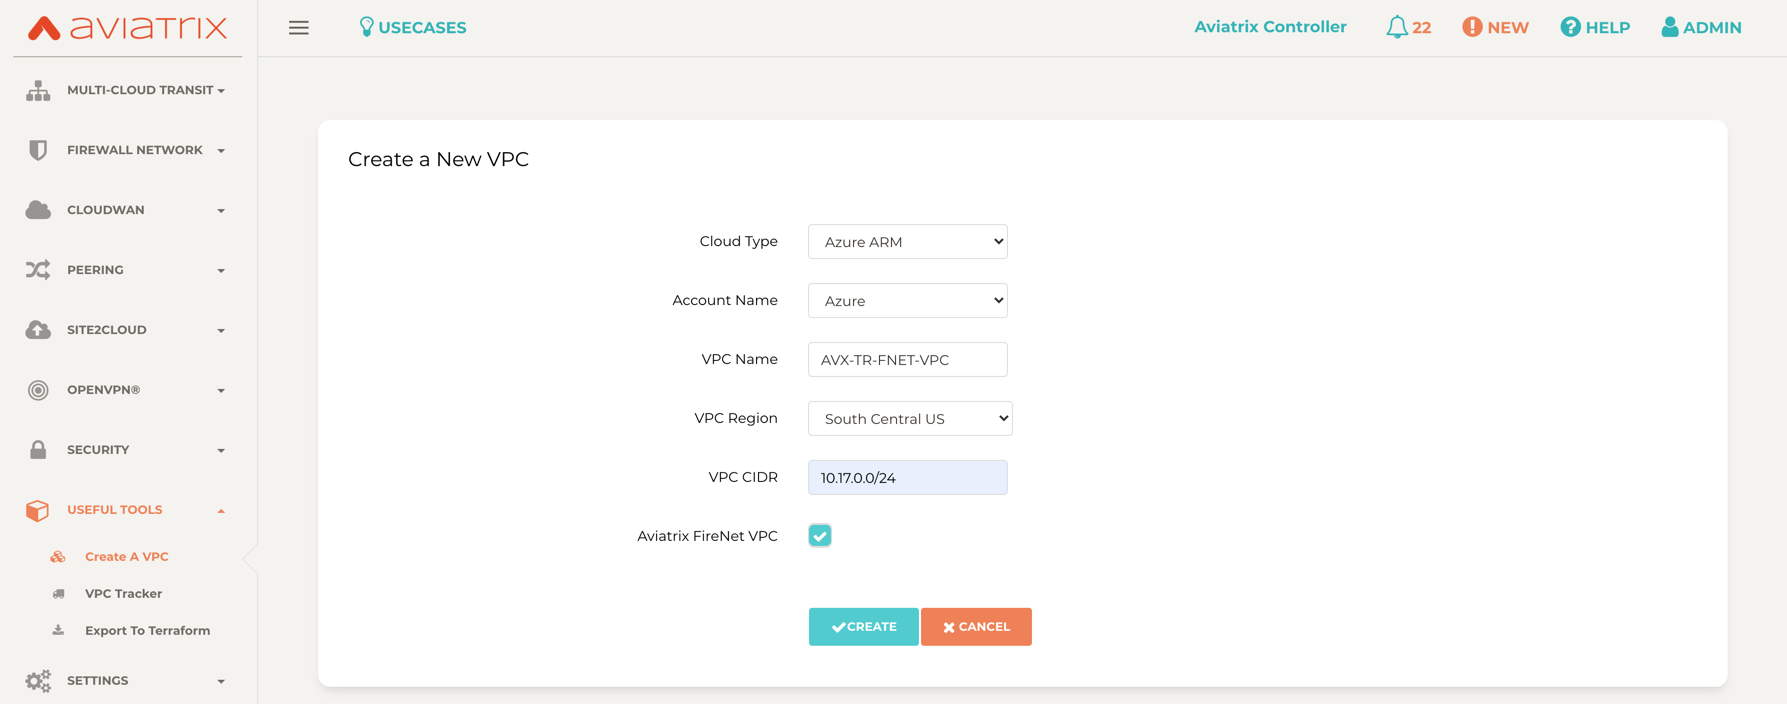 aviatrix
USECASES
Aviatrix Controller
22
NEW
HELP
ADMIN
MULTI-CLOUD TRANSIT
FIREWALL NETWORK
CLOUDWAN
PEERING
SITE2CLOUD
OPENVPN®
SECURITY
USEFUL TOOLS
Create A VPC
VPC Tracker
Export To Terraform
SETTINGS
Create a New VPC
Cloud Type Azure ARM
Account Name Azure
VPC Name AVX-TR-FNET-VPC
VPC Region South Central US
VPC CIDR 10.17.0.0/24
Aviatrix FireNet VPC
CREATE CANCEL